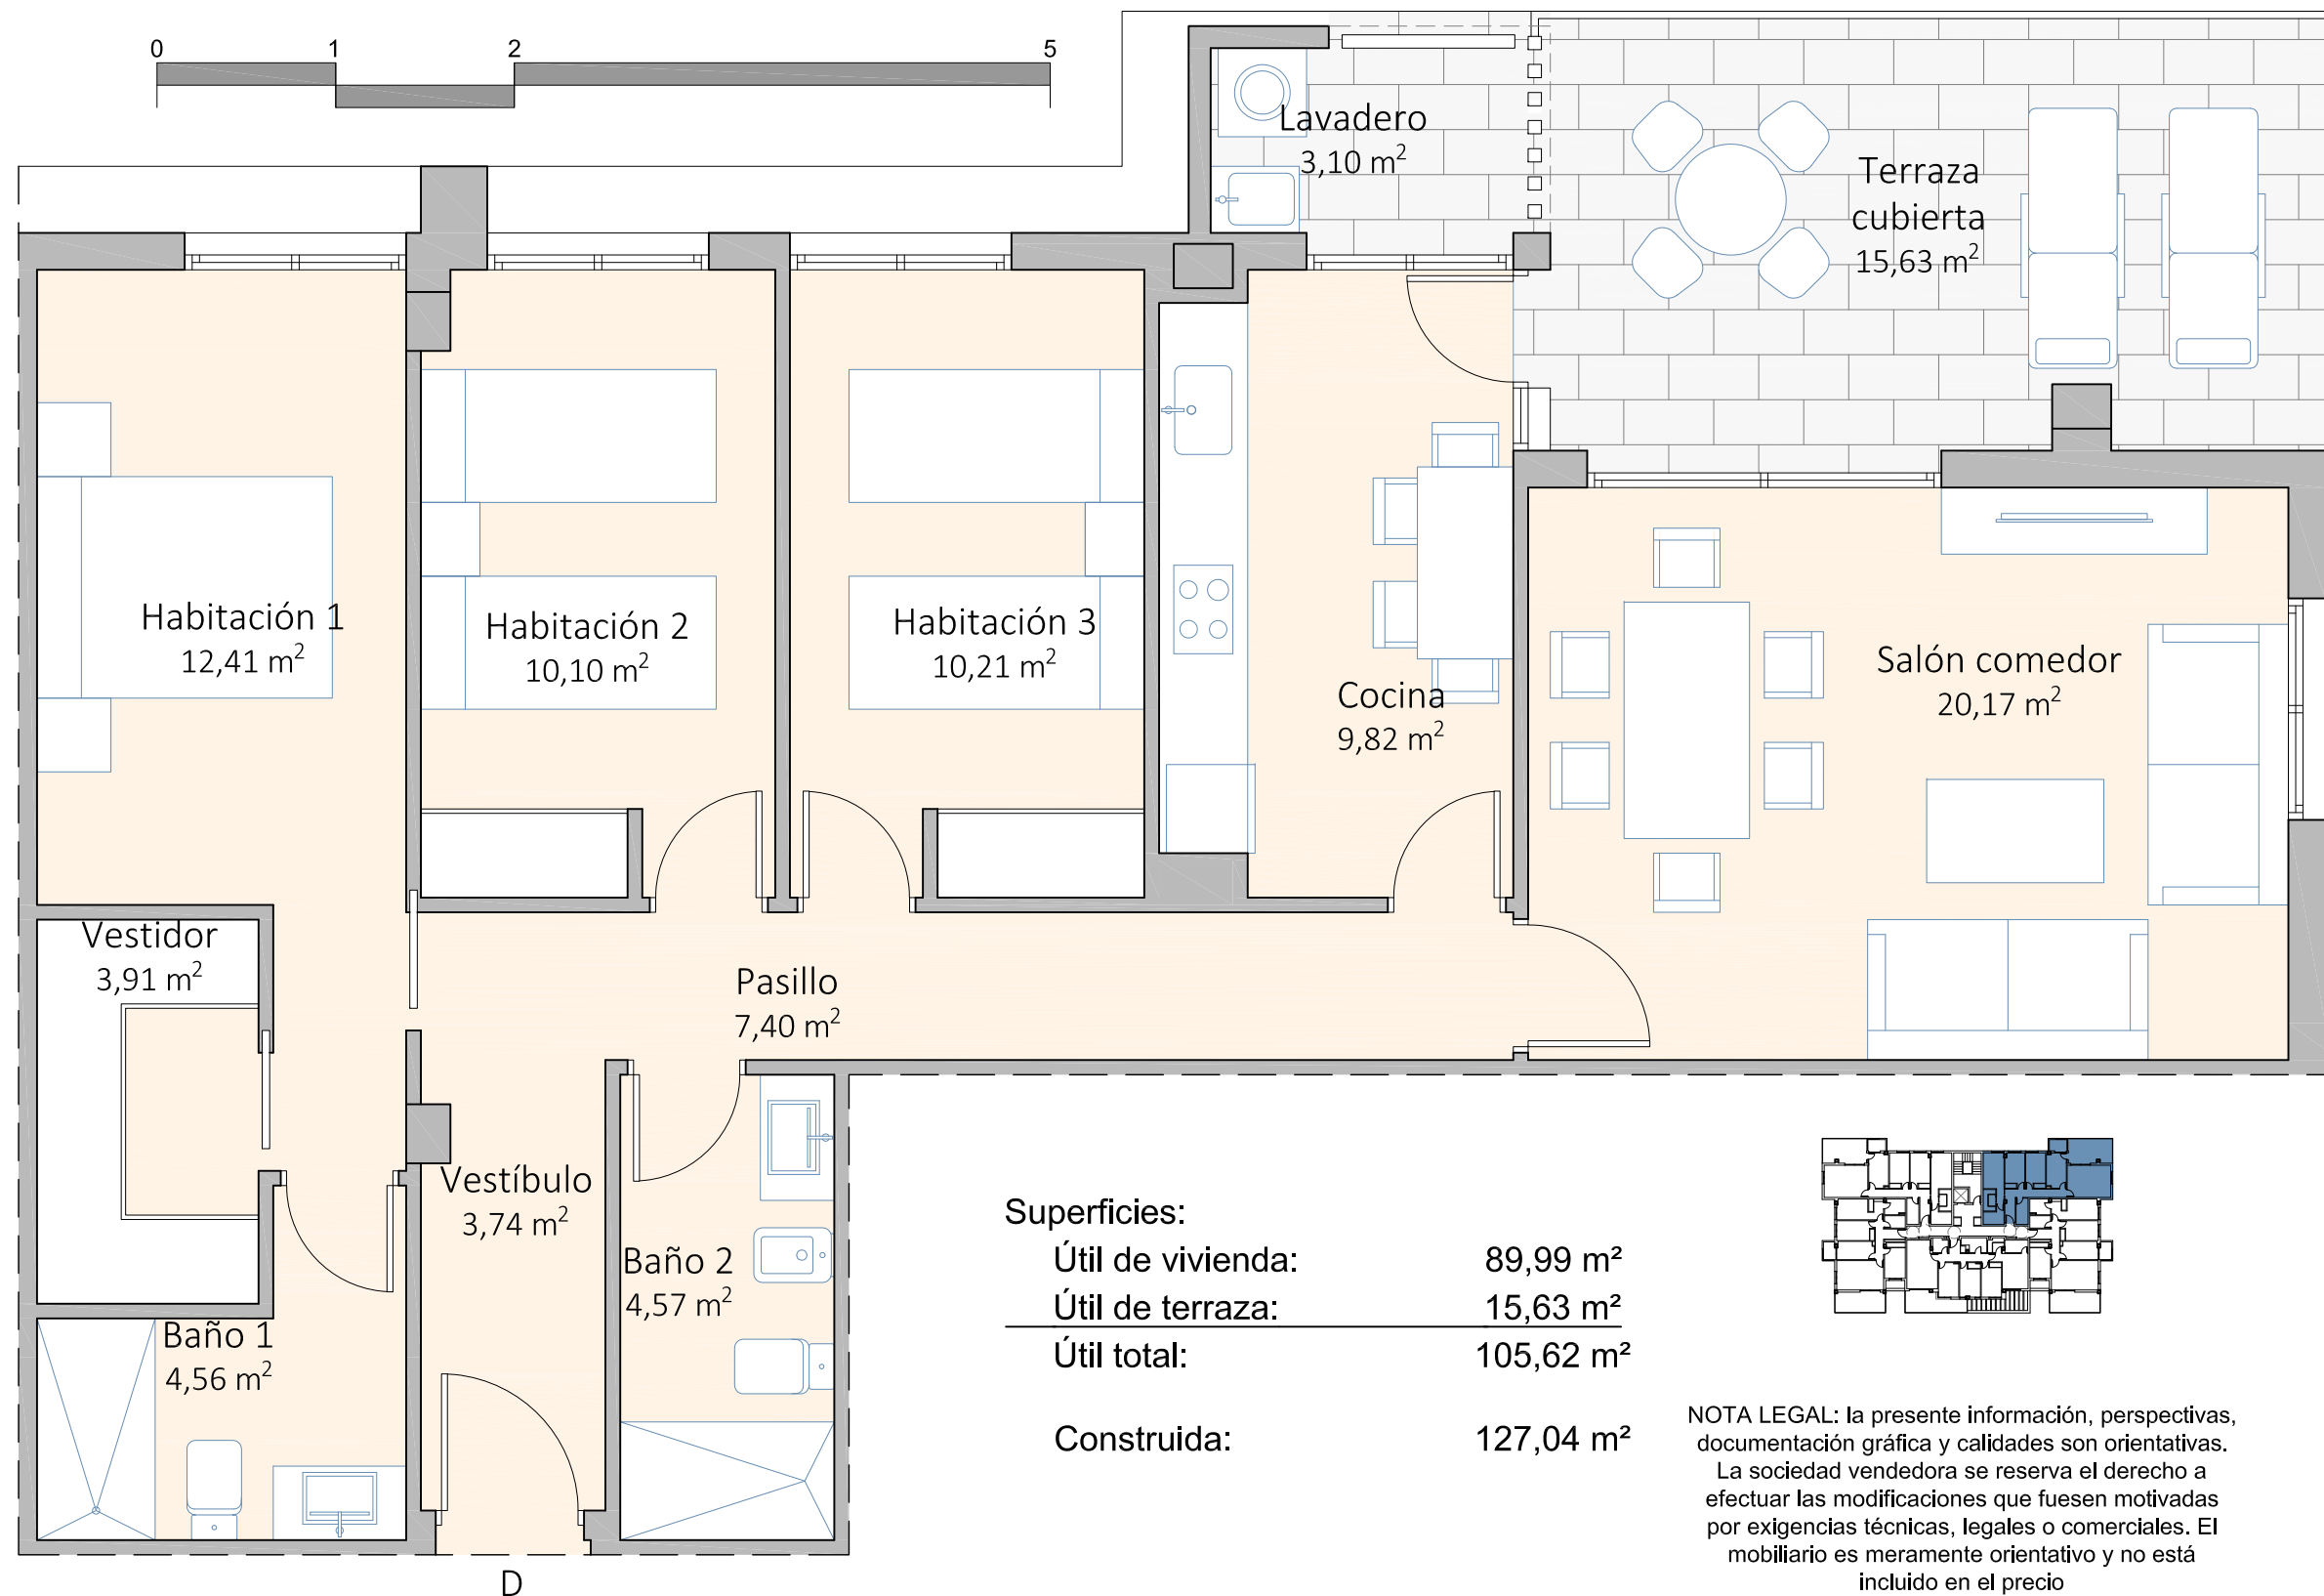 0 1 2 5
Lavadero
3,10 m²
Terraza
cubierta
15,63 m²
Habitación 1
12,41 m²
Habitación 2
10,10 m²
Habitación 3
10,21 m²
Cocina
9,82 m²
Salón comedor
20,17 m²
Vestidor
3,91 m²
Pasillo
7,40 m²
Vestíbulo
3,74 m²
Baño 2
4,57 m²
Baño 1
4,56 m²
D
Superficies:
Útil de vivienda: 89,99 m²
Útil de terraza: 15,63 m²
Útil total: 105,62 m²
Construida: 127,04 m²
NOTA LEGAL: la presente información, perspectivas,
documentación gráfica y calidades son orientativas.
La sociedad vendedora se reserva el derecho a
efectuar las modificaciones que fuesen motivadas
por exigencias técnicas, legales o comerciales. El
mobiliario es meramente orientativo y no está
incluido en el precio